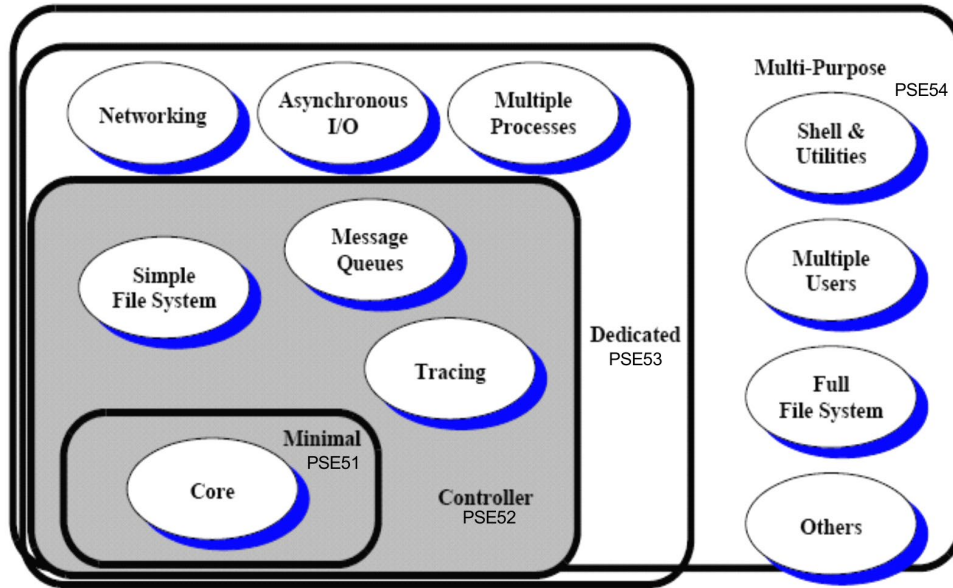 Networking
Asynchronous
I/O
Multiple
Processes
Multi-Purpose
PSE54
Shell &
Utilities
Message
Queues
Simple
File System
Multiple
Users
Dedicated
PSE53
Tracing
Full
File System
Minimal
PSE51
Core
Controller
PSE52
Others